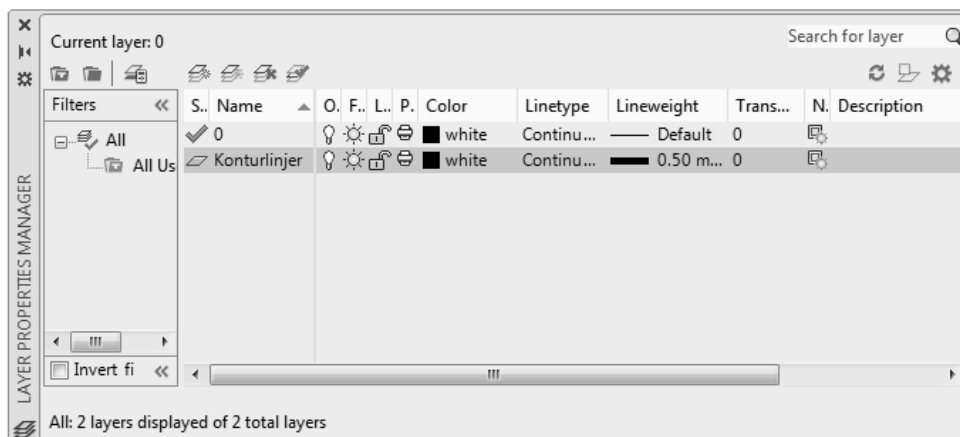 Current layer: 0
Search for layer
Filters
S.. Name O. F.. L.. P. Color Linetype Lineweight Trans... N. Description
All
0 white Continu... Default 0
All Us
Konturlinjer white Continu... 0.50 m... 0
LAYER PROPERTIES MANAGER
Invert fi
All: 2 layers displayed of 2 total layers